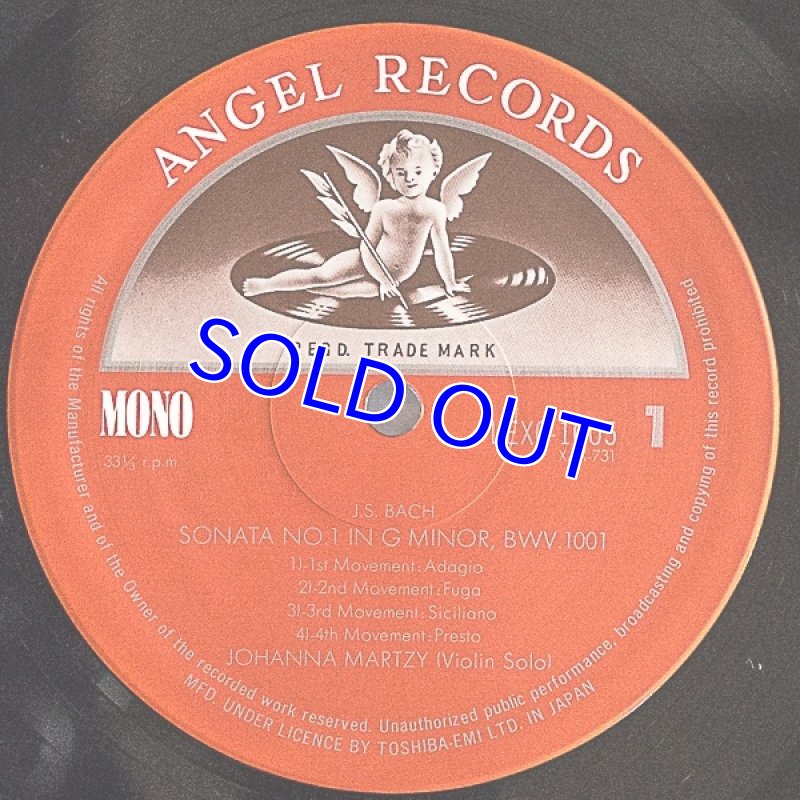 ANGEL RECORDS
REGD. TRADE MARK
SOLD OUT
MONO
33⅓ r.p.m.
1
J.S. BACH
SONATA NO.1 IN G MINOR, BWV.1001
1)-1st Movement:Adagio
2)-2nd Movement:Fuga
3)-3rd Movement:Siciliano
4)-4th Movement:Presto
JOHANNA MARTZY (Violin Solo)
All rights of the Manufacturer and of the Owner of the recorded work reserved. Unauthorized public performance, broadcasting and copying of this record prohibited
MFD. UNDER LICENCE BY TOSHIBA-EMI LTD. IN JAPAN